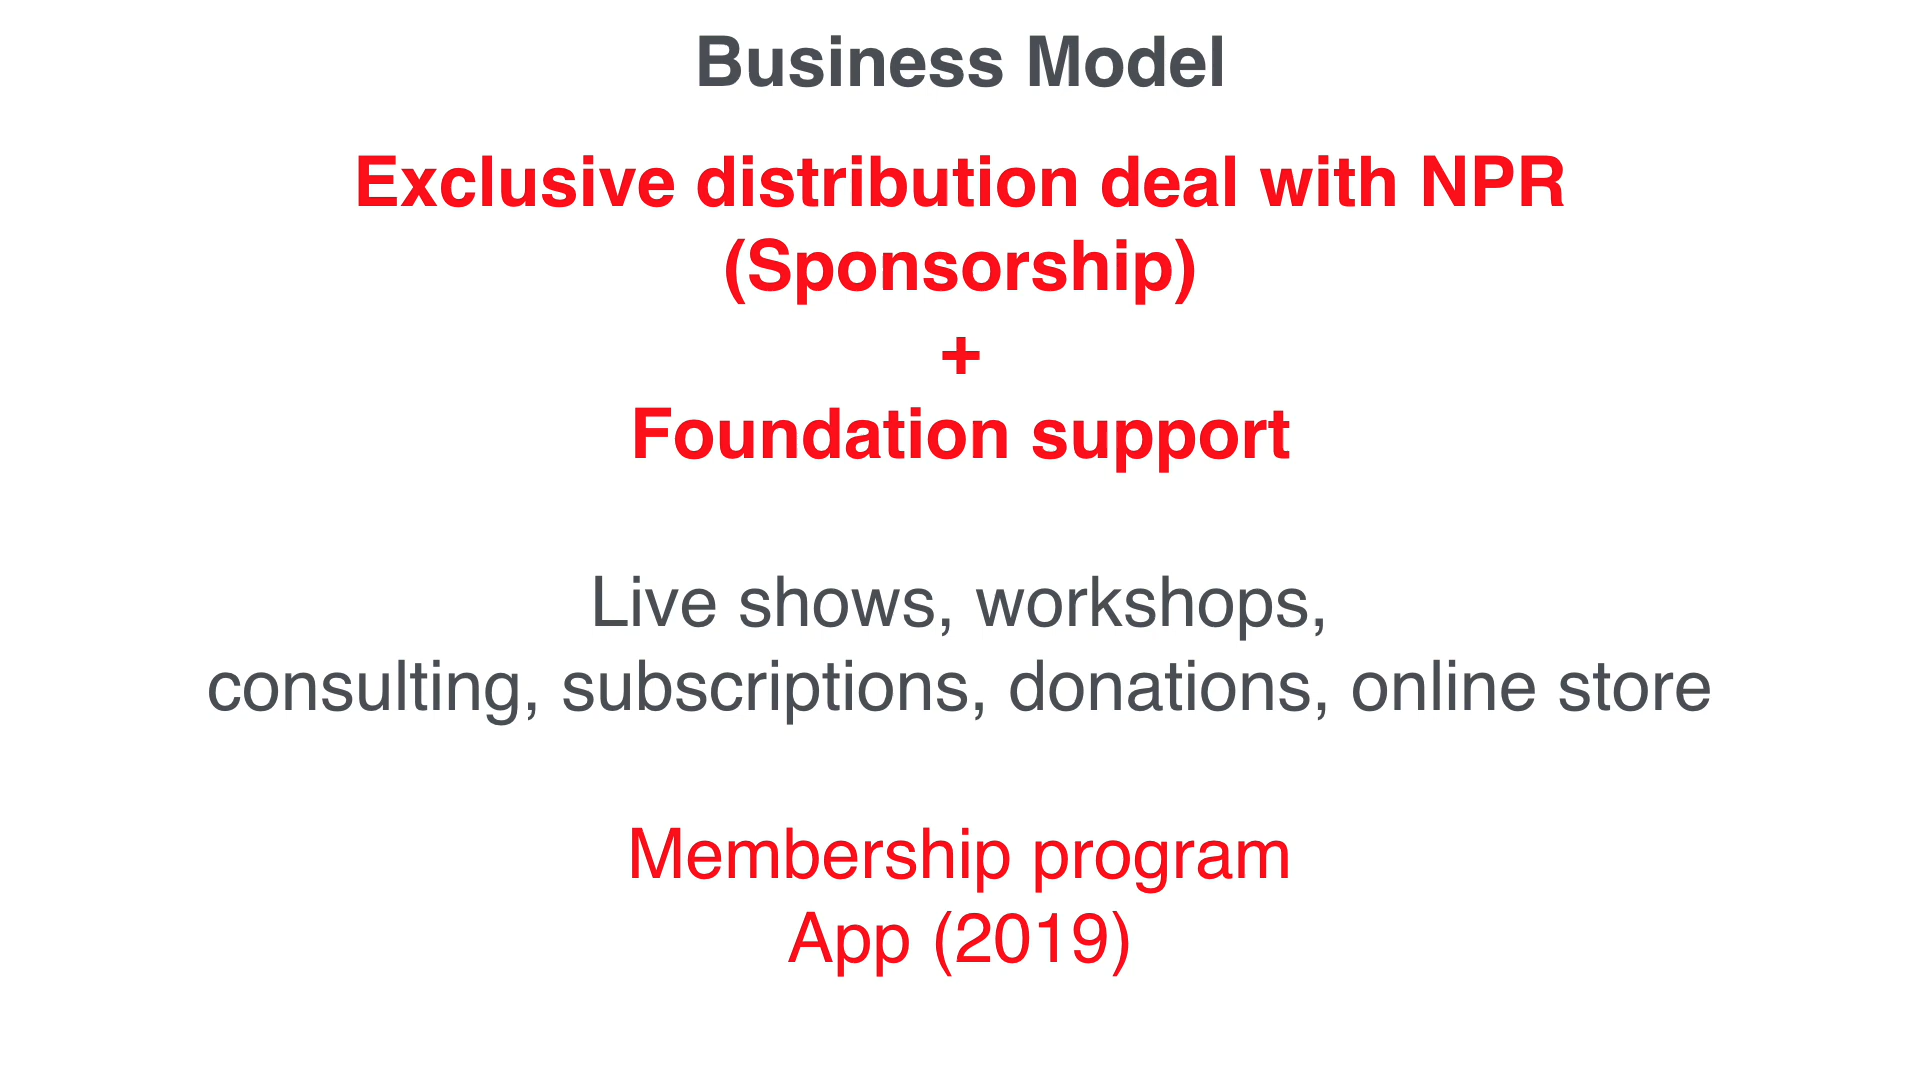 Business Model
Exclusive distribution deal with NPR
(Sponsorship)
+
Foundation support
Live shows, workshops,
consulting, subscriptions, donations, online store
Membership program
App (2019)